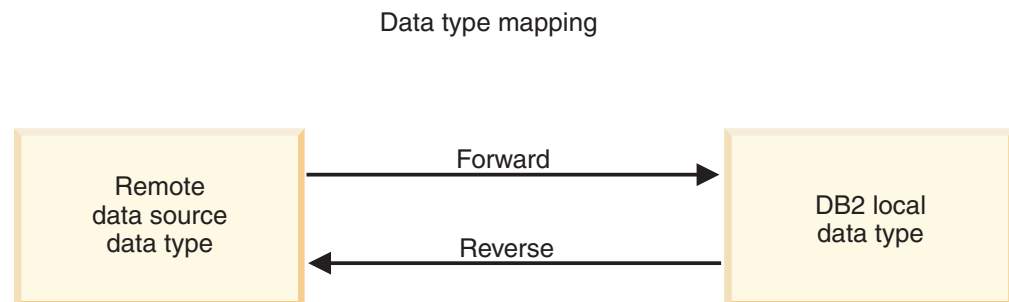 Data type mapping
Forward
Remote
data source
data type
DB2 local
data type
Reverse